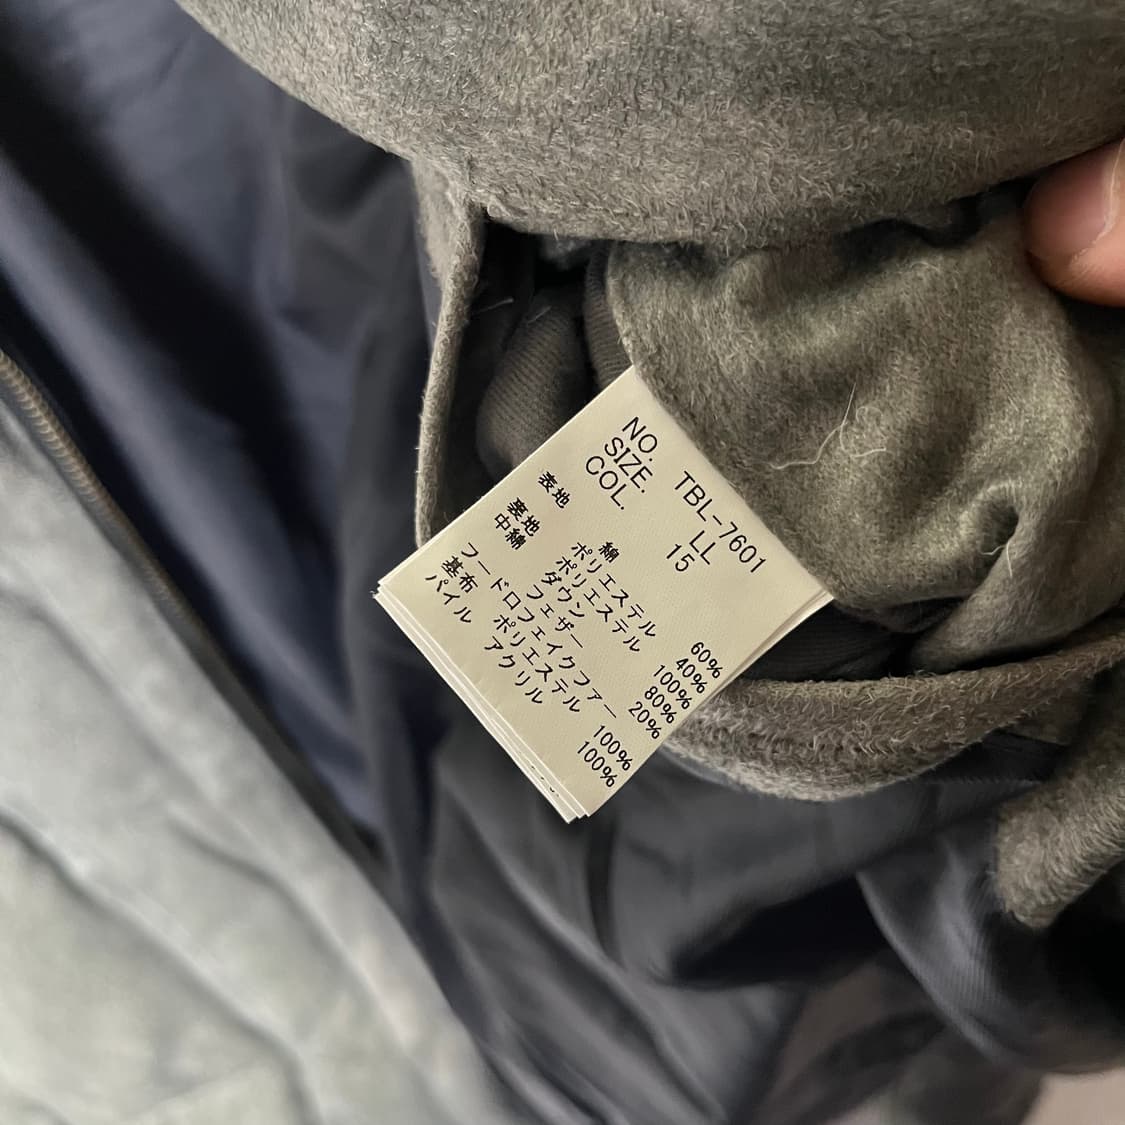 NO. TBL-7601
SIZE. LL
COL. 15
表地 綿 60%
ポリエステル 40%
裏地 ポリエステル 100%
中綿 ダウン 80%
フェザー 20%
フードロフェイクファー
基布 ポリエステル 100%
パイル アクリル 100%